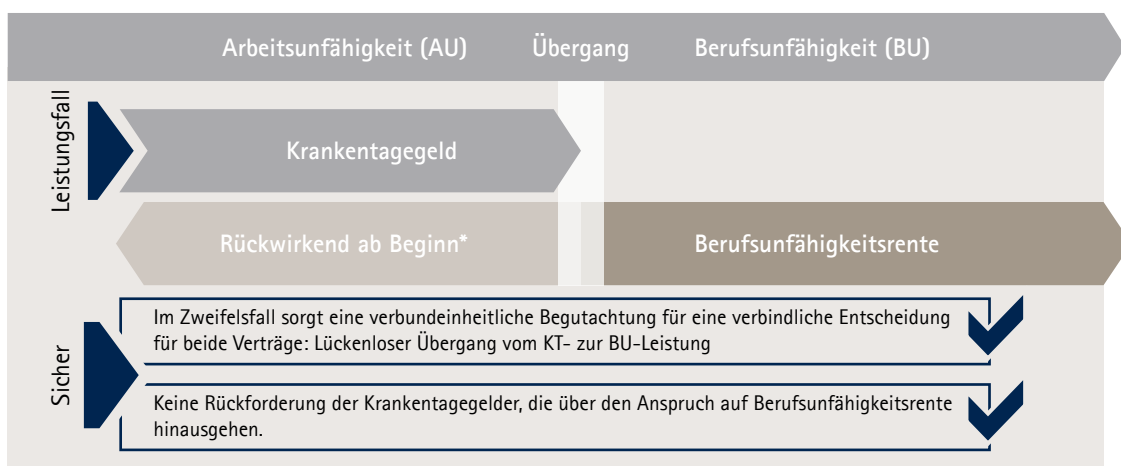 Arbeitsunfähigkeit (AU) Übergang Berufsunfähigkeit (BU)
Leistungsfall
Krankentagegeld
Rückwirkend ab Beginn* Berufsunfähigkeitsrente
Sicher
Im Zweifelsfall sorgt eine verbundeinheitliche Begutachtung für eine verbindliche Entscheidung
für beide Verträge: Lückenloser Übergang vom KT- zur BU-Leistung
Keine Rückforderung der Krankentagegelder, die über den Anspruch auf Berufsunfähigkeitsrente
hinausgehen.